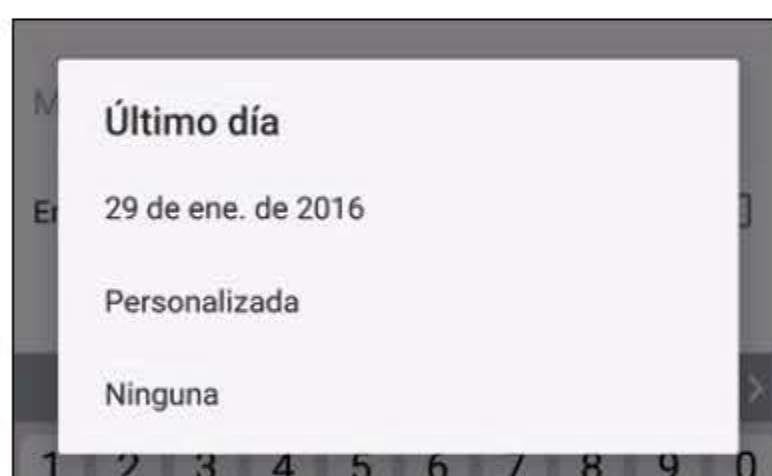 Último día
29 de ene. de 2016
Personalizada
Ninguna
1 2 3 4 5 6 7 8 9 0